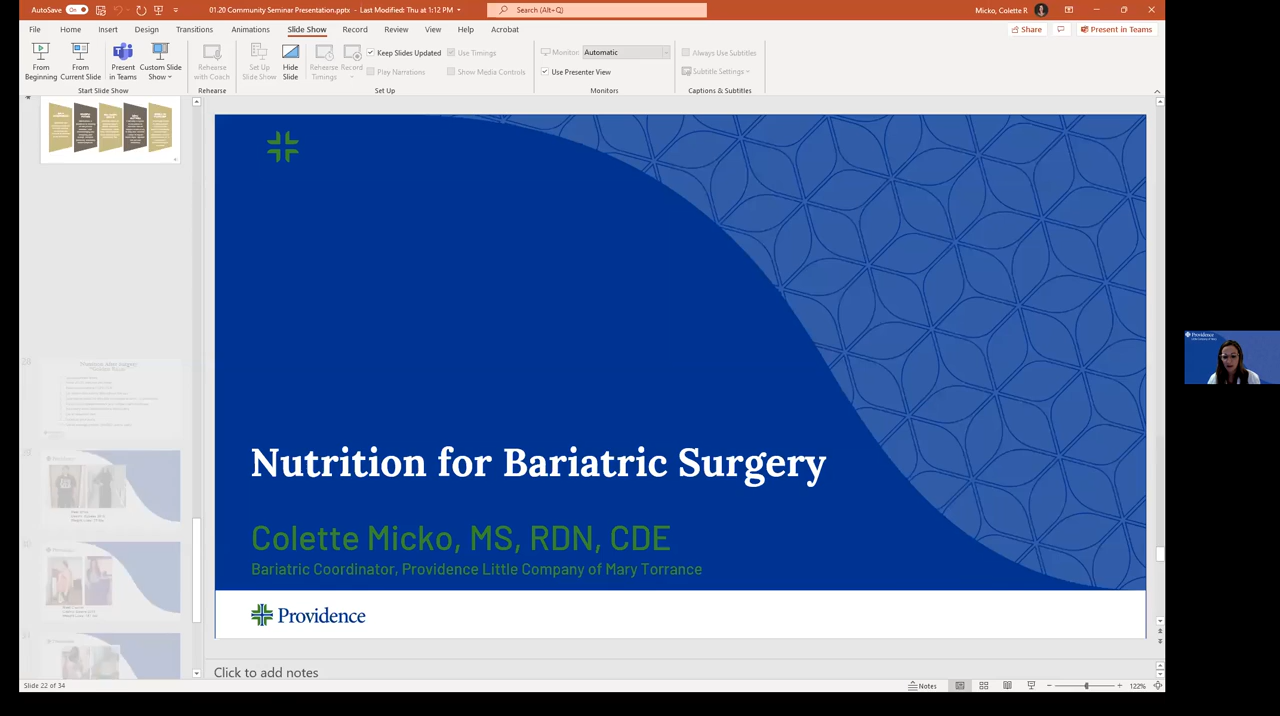 AutoSave On
01.20 Community Seminar Presentation.pptx • Last Modified: Thu at 1:12 PM
Search (Alt+Q)
Micko, Colette R
File Home Insert Design Transitions Animations Slide Show Record Review View Help Acrobat
Share Present in Teams
From Beginning
From Current Slide
Present in Teams
Custom Slide Show
Start Slide Show
Rehearse with Coach
Rehearse
Set Up Slide Show
Hide Slide
Rehearse Timings
Record
Keep Slides Updated
Play Narrations
Use Timings
Show Media Controls
Set Up
Monitor: Automatic
Use Presenter View
Monitors
Always Use Subtitles
Subtitle Settings
Captions & Subtitles
Nutrition for Bariatric Surgery
Colette Micko, MS, RDN, CDE
Bariatric Coordinator, Providence Little Company of Mary Torrance
Providence
Providence
Click to add notes
Slide 22 of 34
Notes
122%